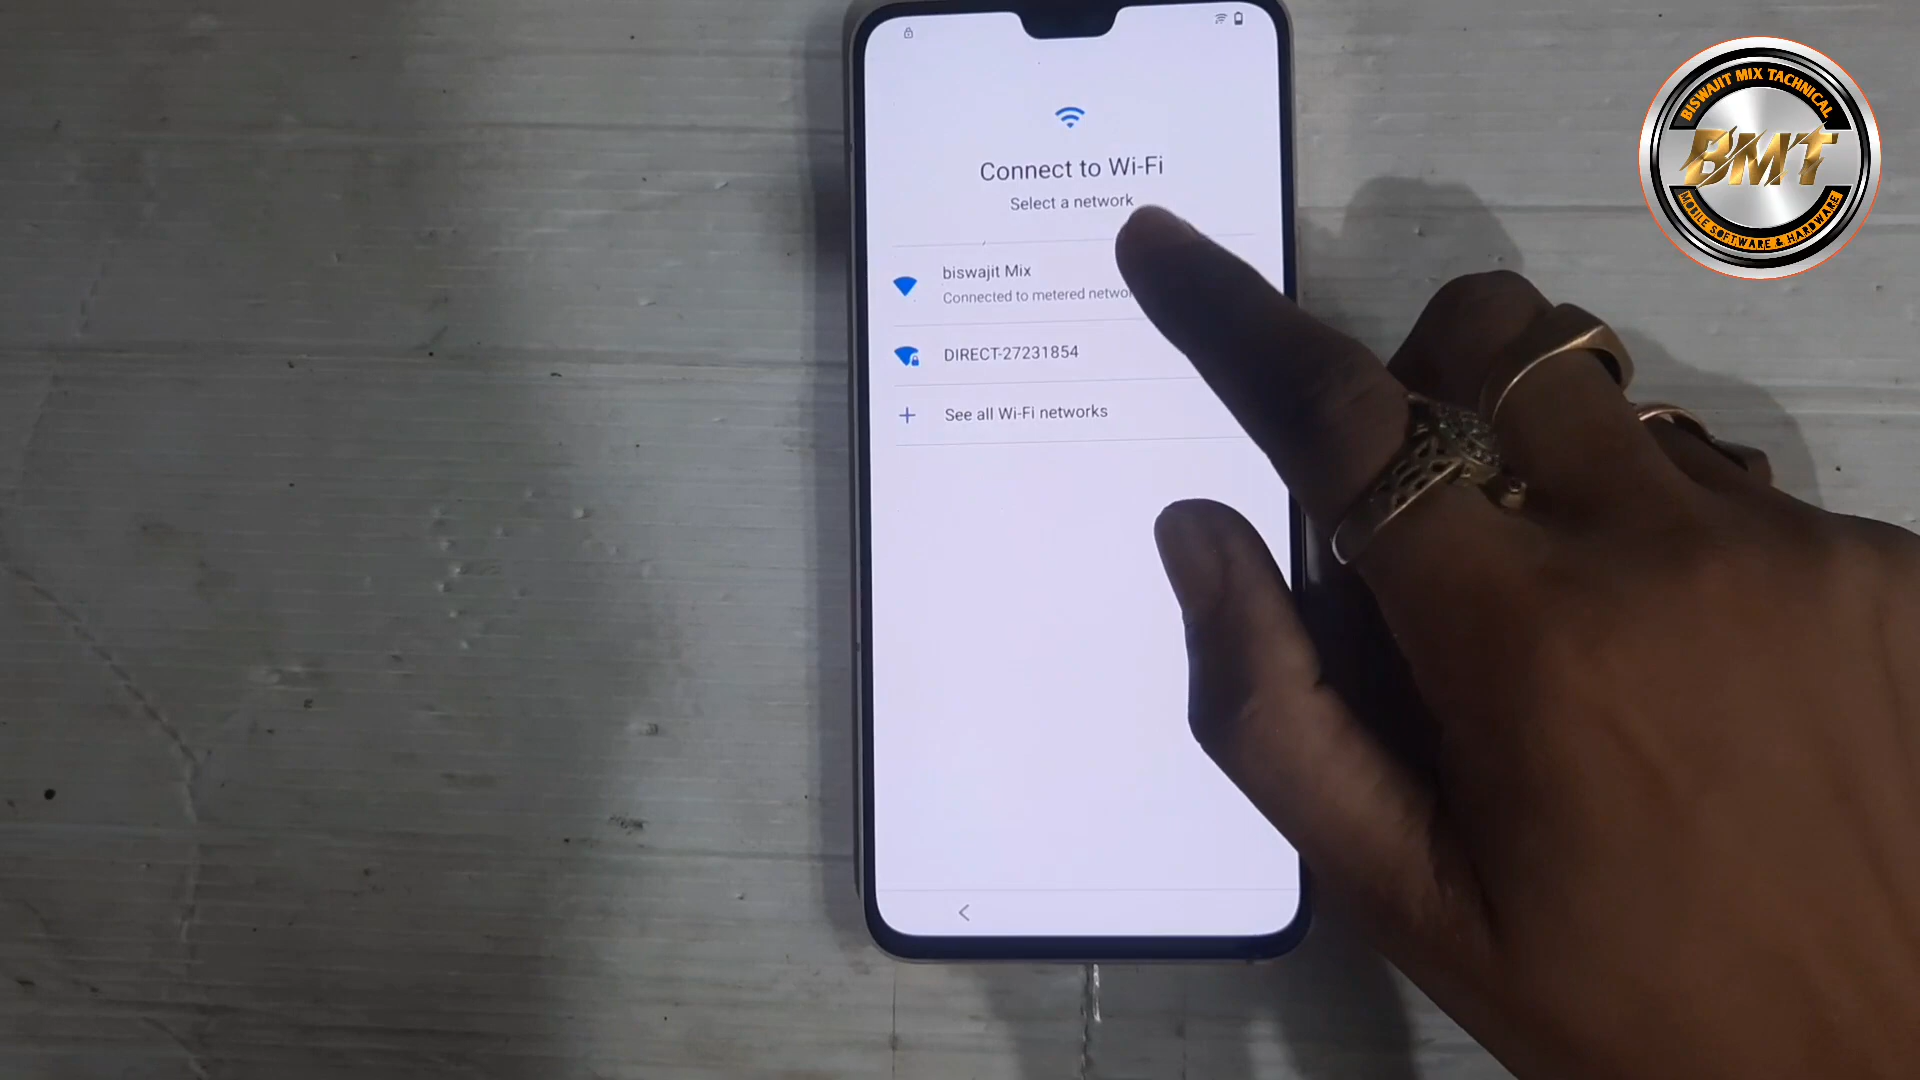 Connect to Wi-Fi
Select a network
biswajit Mix
Connected to metered
DIRECT-27231854
See all Wi-Fi networks
BISWAJIT MIX TACHNICAL
BMT
MOBILE SOFTWARE & HARDWARE